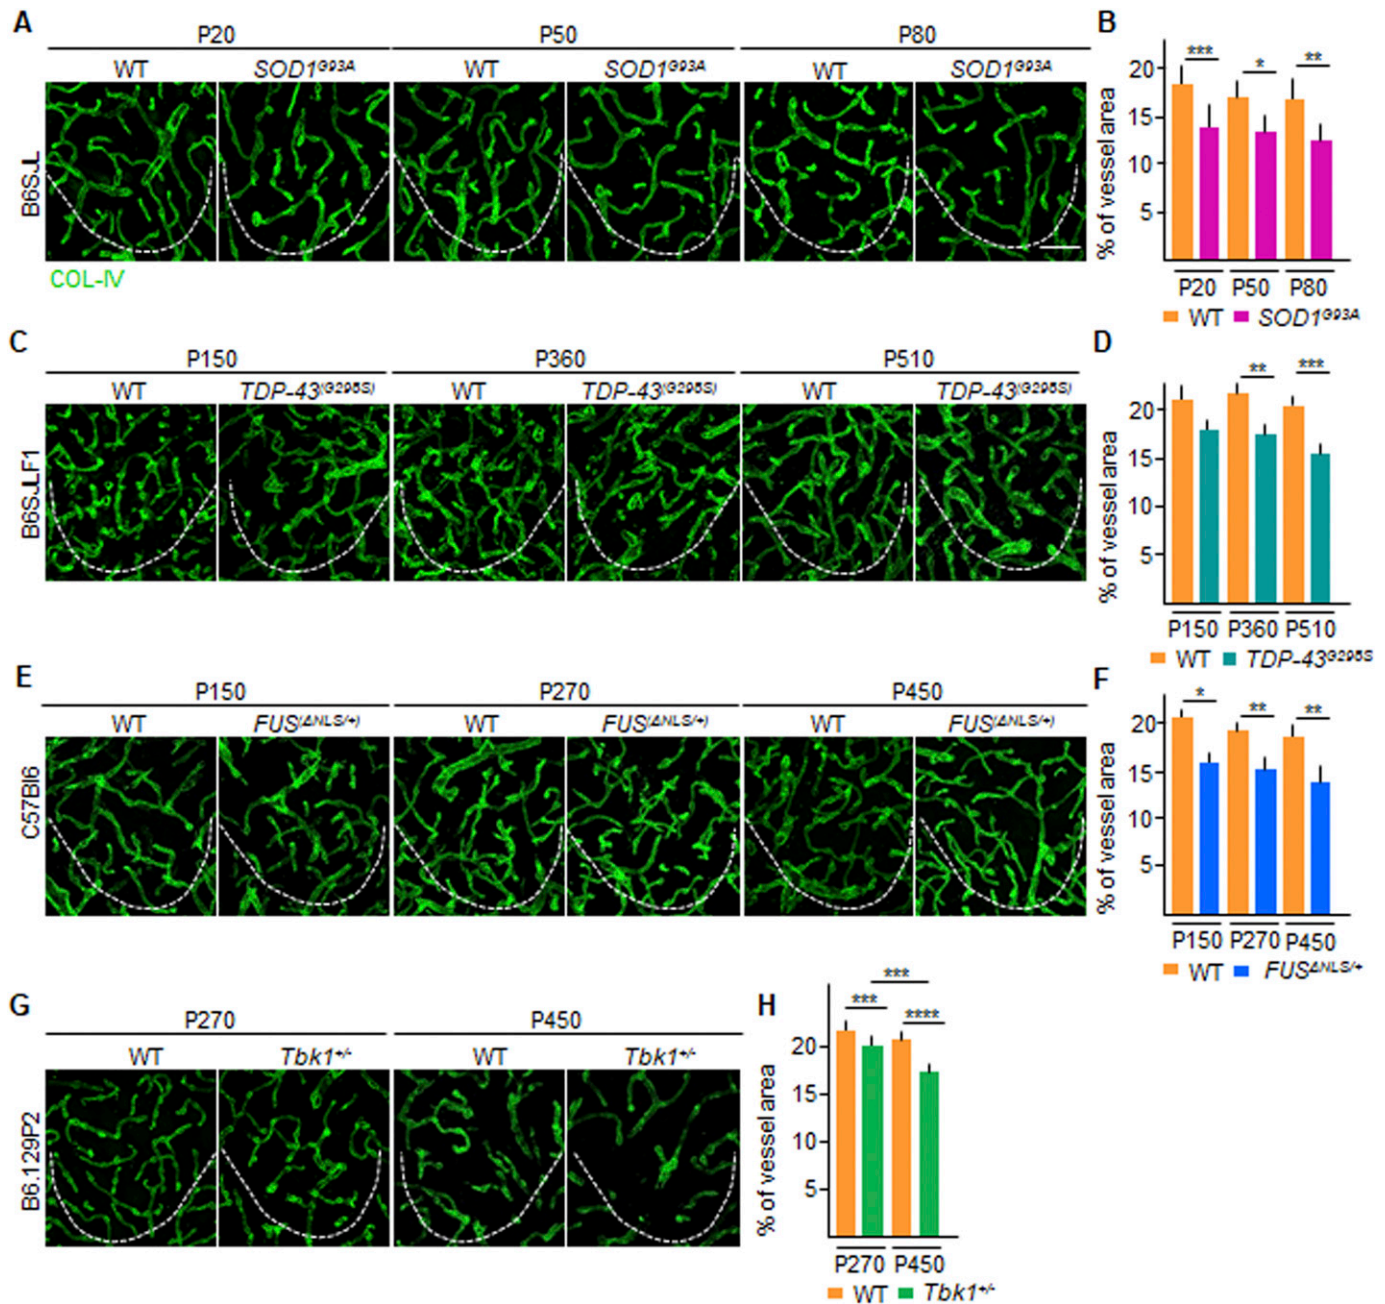 A
P20 P50 P80
WT SOD1ᴳ⁹³ᴬ WT SOD1ᴳ⁹³ᴬ WT SOD1ᴳ⁹³ᴬ
B6SJL
COL-IV
B
% of vessel area
20
15
10
5
*** * **
P20 P50 P80
WT SOD1ᴳ⁹³ᴬ
C
P150 P360 P510
WT TDP-43(G298S) WT TDP-43(G298S) WT TDP-43(G298S)
B6SJLF1
D
% of vessel area
20
15
10
5
** ***
P150 P360 P510
WT TDP-43G298S
E
P150 P270 P450
WT FUS(ΔNLS/+) WT FUS(ΔNLS/+) WT FUS(ΔNLS/+)
C57Bl6
F
% of vessel area
20
15
10
5
* ** **
P150 P270 P450
WT FUSΔNLS/+
G
P270 P450
WT Tbk1+/- WT Tbk1+/-
B6.129P2
H
% of vessel area
20
15
10
5
***
*** ****
P270 P450
WT Tbk1+/-